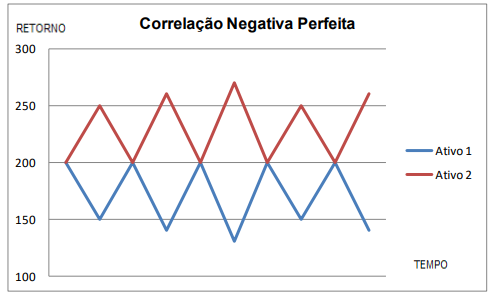 Correlação Negativa Perfeita
RETORNO
300
250
200
150
100
Ativo 1
Ativo 2
TEMPO